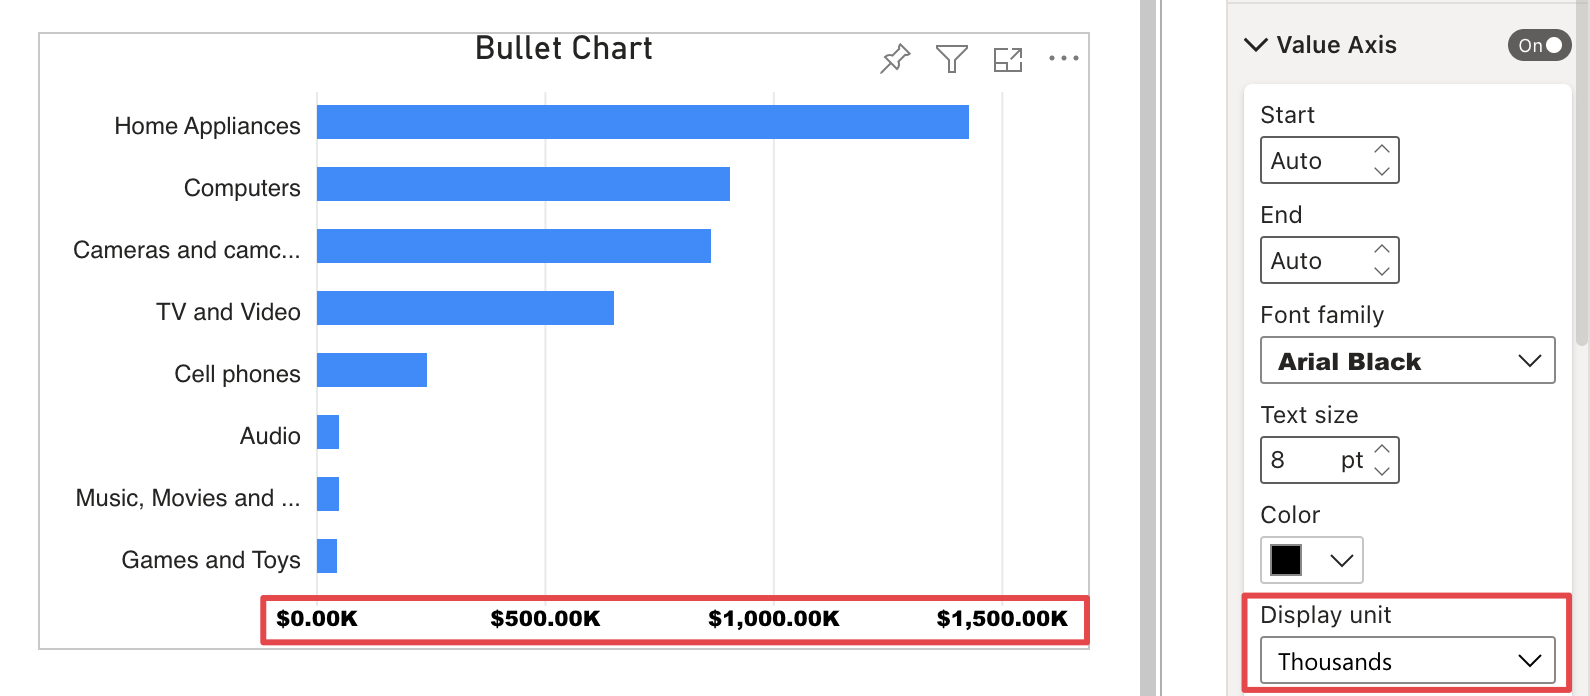 Bullet Chart
Home Appliances
Computers
Cameras and camc...
TV and Video
Cell phones
Audio
Music, Movies and ...
Games and Toys
$0.00K $500.00K $1,000.00K $1,500.00K
Value Axis On
Start
Auto
End
Auto
Font family
Arial Black
Text size
8 pt
Color
Display unit
Thousands